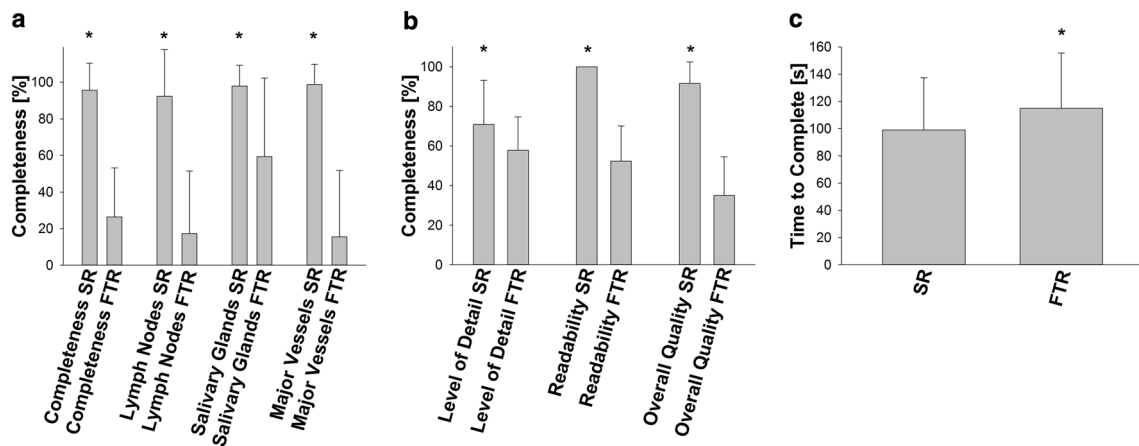 a
* * * *
Completeness [%]
100
80
60
40
20
0
Completeness SR
Completeness FTR
Lymph Nodes SR
Lymph Nodes FTR
Salivary Glands SR
Salivary Glands FTR
Major Vessels SR
Major Vessels FTR
b
* * *
Completeness [%]
100
80
60
40
20
0
Level of Detail SR
Level of Detail FTR
Readability SR
Readability FTR
Overall Quality SR
Overall Quality FTR
c
*
Time to Complete [s]
160
140
120
100
80
60
40
20
0
SR
FTR